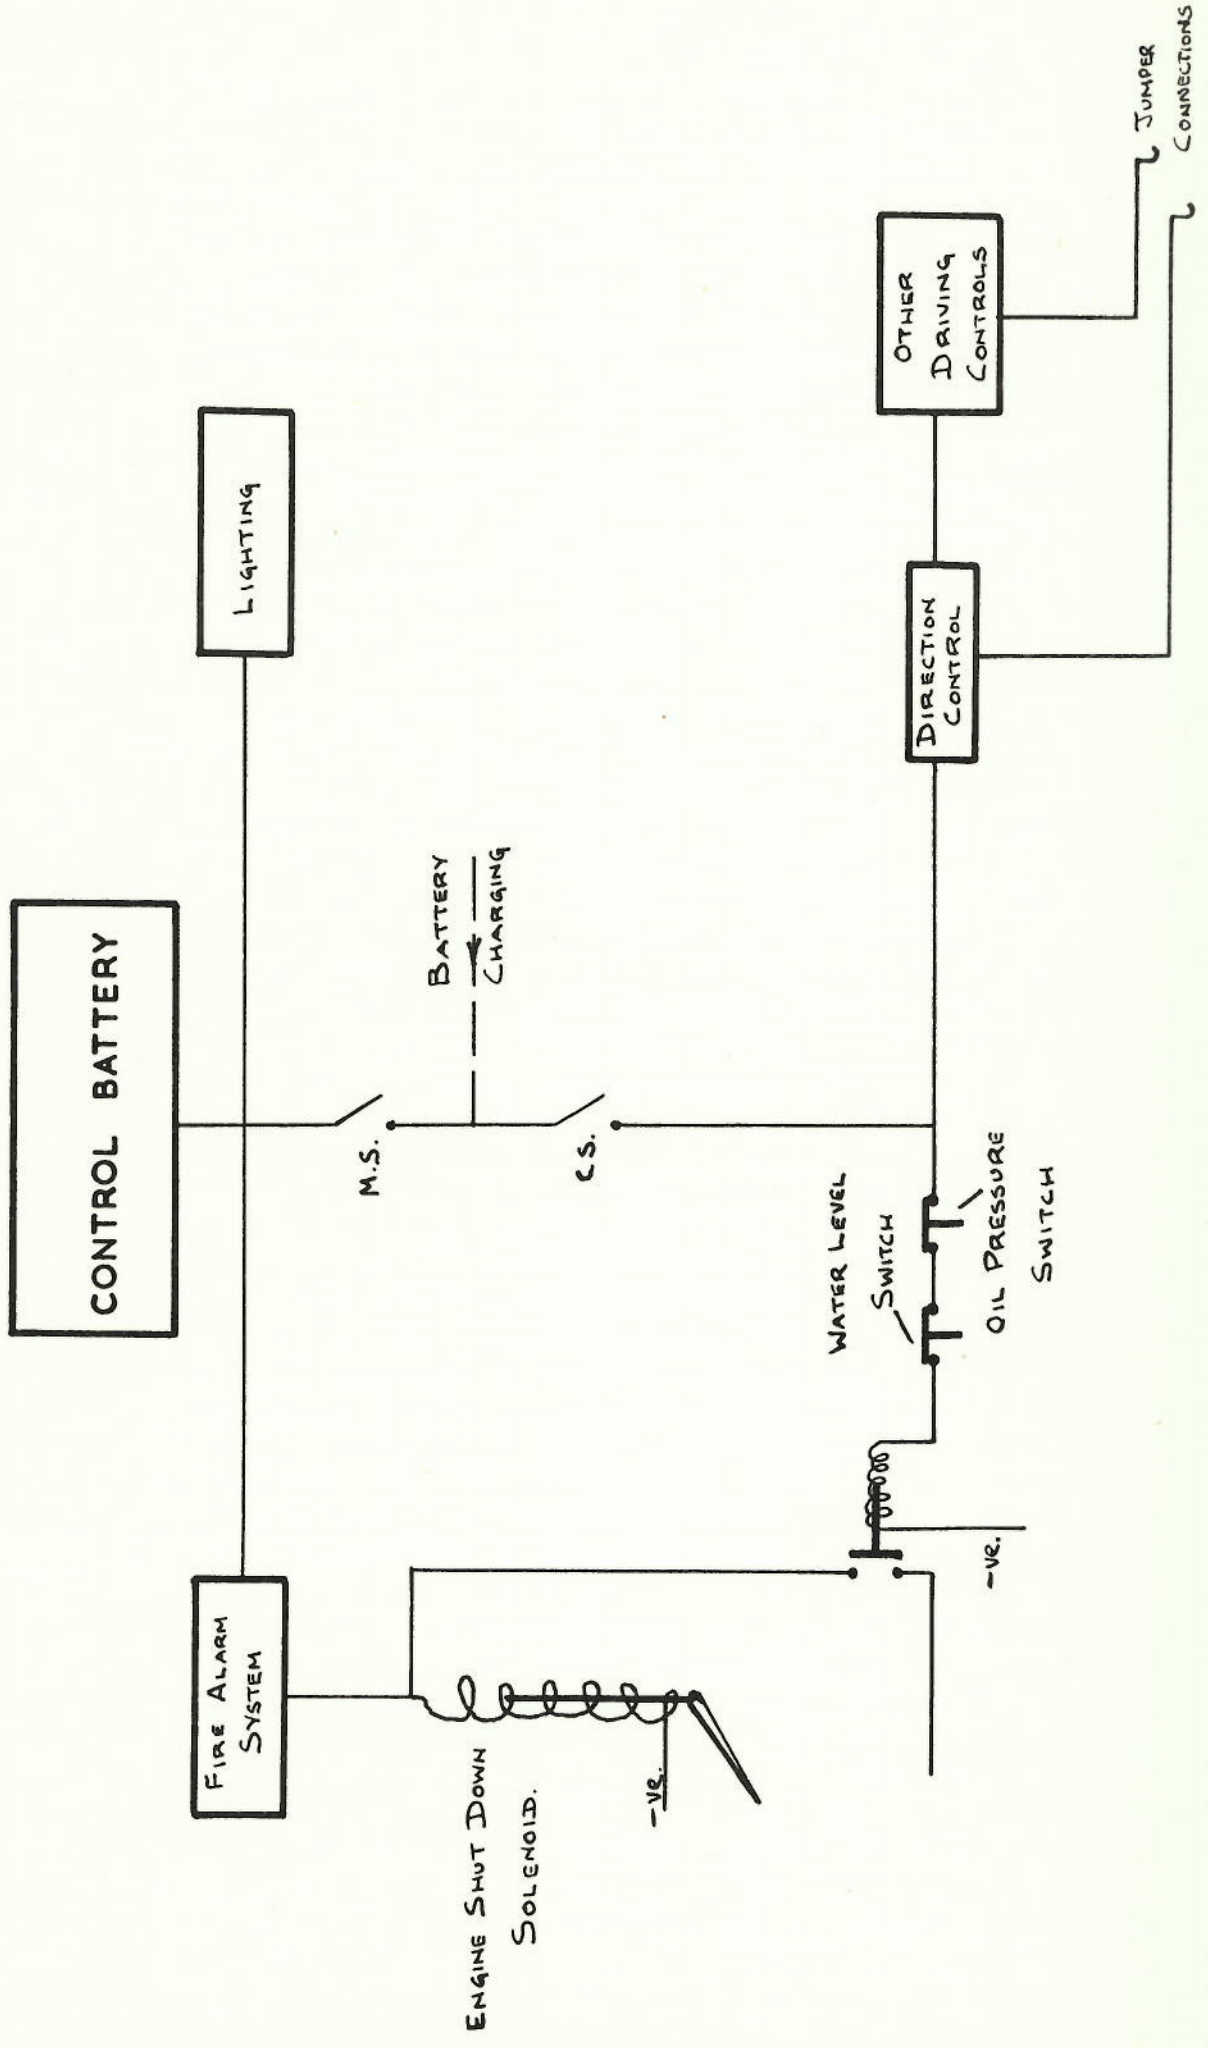 CONTROL BATTERY
FIRE ALARM
SYSTEM
LIGHTING
M.S.
BATTERY
CHARGING
C S.
ENGINE SHUT DOWN
SOLENOID.
-VE.
WATER LEVEL
SWITCH
OIL PRESSURE
SWITCH
-VE.
DIRECTION
CONTROL
OTHER
DRIVING
CONTROLS
JUMPER
CONNECTIONS